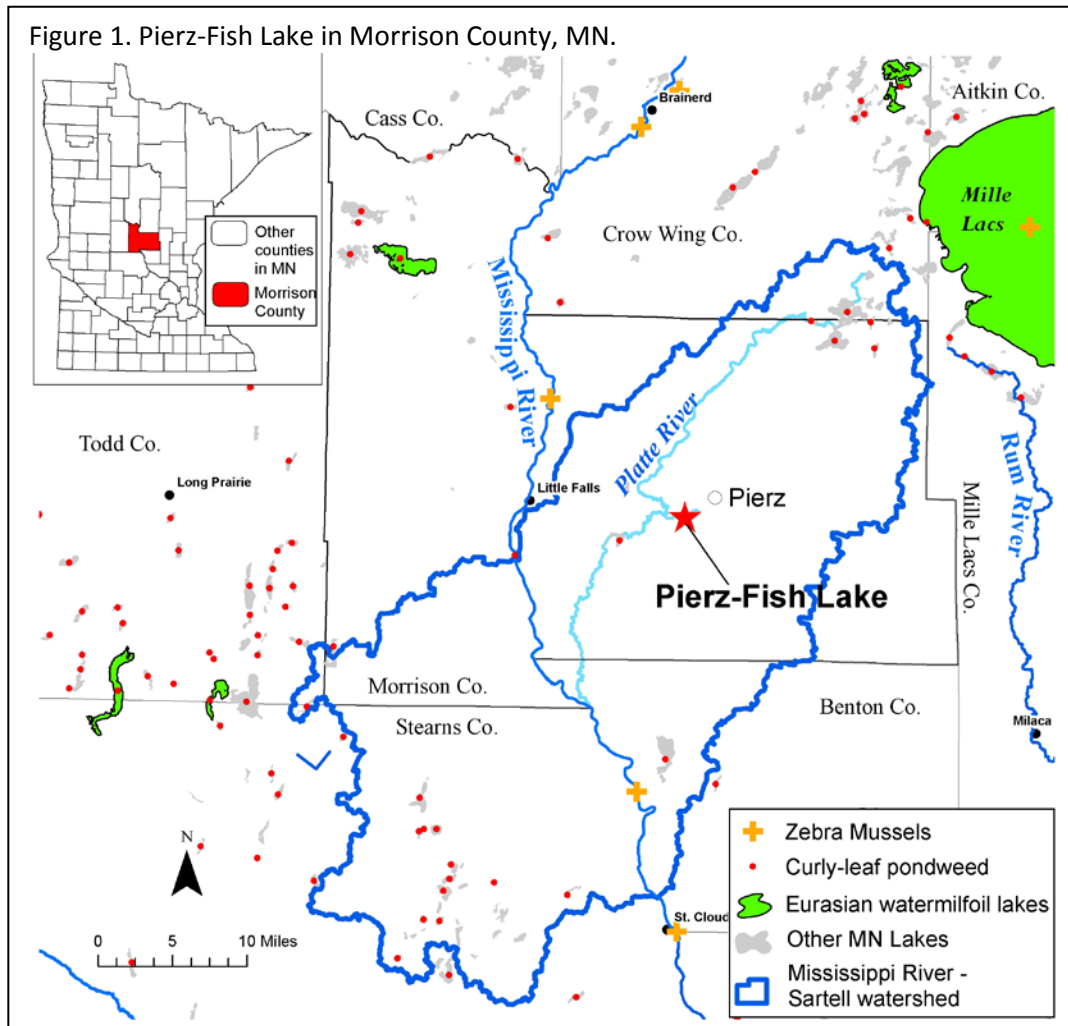 Figure 1. Pierz-Fish Lake in Morrison County, MN.
Other
counties
in MN
Morrison
County
Cass Co.
Brainerd
Aitkin Co.
Mille
Lacs
Crow Wing Co.
Mississippi River
Todd Co.
Long Prairie
Little Falls
Platte River
Pierz
Pierz-Fish Lake
Mille Lacs Co.
Rum River
Morrison Co.
Stearns Co.
Benton Co.
Milaca
St. Cloud
N
0 5 10 Miles
Zebra Mussels
Curly-leaf pondweed
Eurasian watermilfoil lakes
Other MN Lakes
Mississippi River -
Sartell watershed